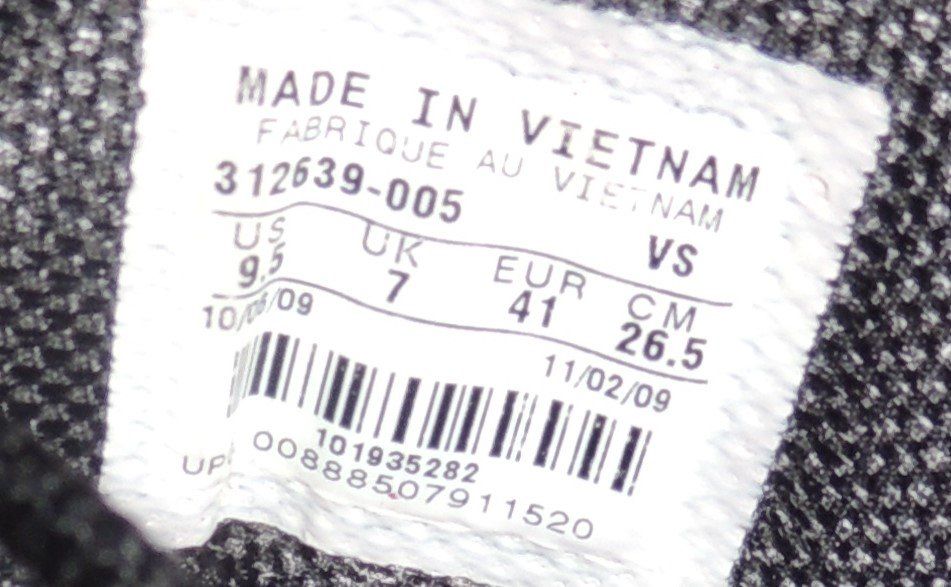 MADE IN VIETNAM
FABRIQUE AU VIETNAM
312639-005 VS
US UK EUR CM
9.5 7 41 26.5
10/06/09 11/02/09
101935282
00888507911520